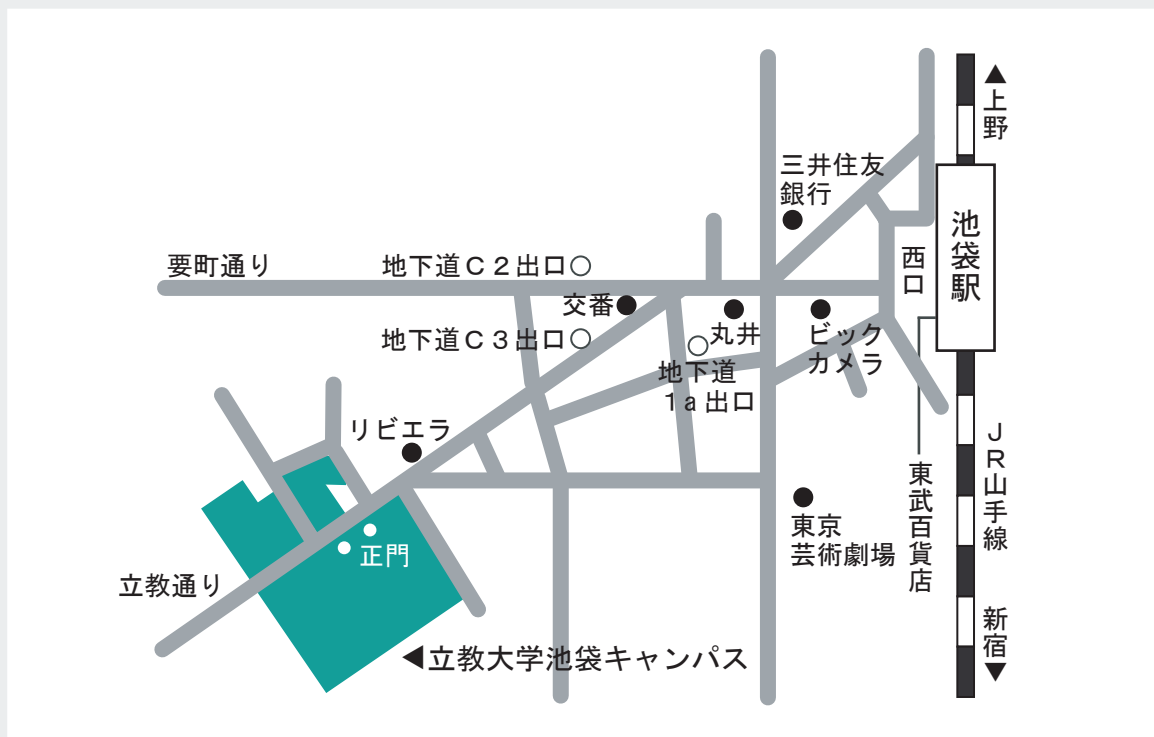 ▲上野
三井住友
銀行
池袋駅
西口
要町通り
地下道C2出口
交番
丸井
ビック
カメラ
地下道C3出口
地下道
1a出口
リビエラ
JR山手線
東武百貨店
東京
芸術劇場
正門
立教通り
新宿▼
◀立教大学池袋キャンパス